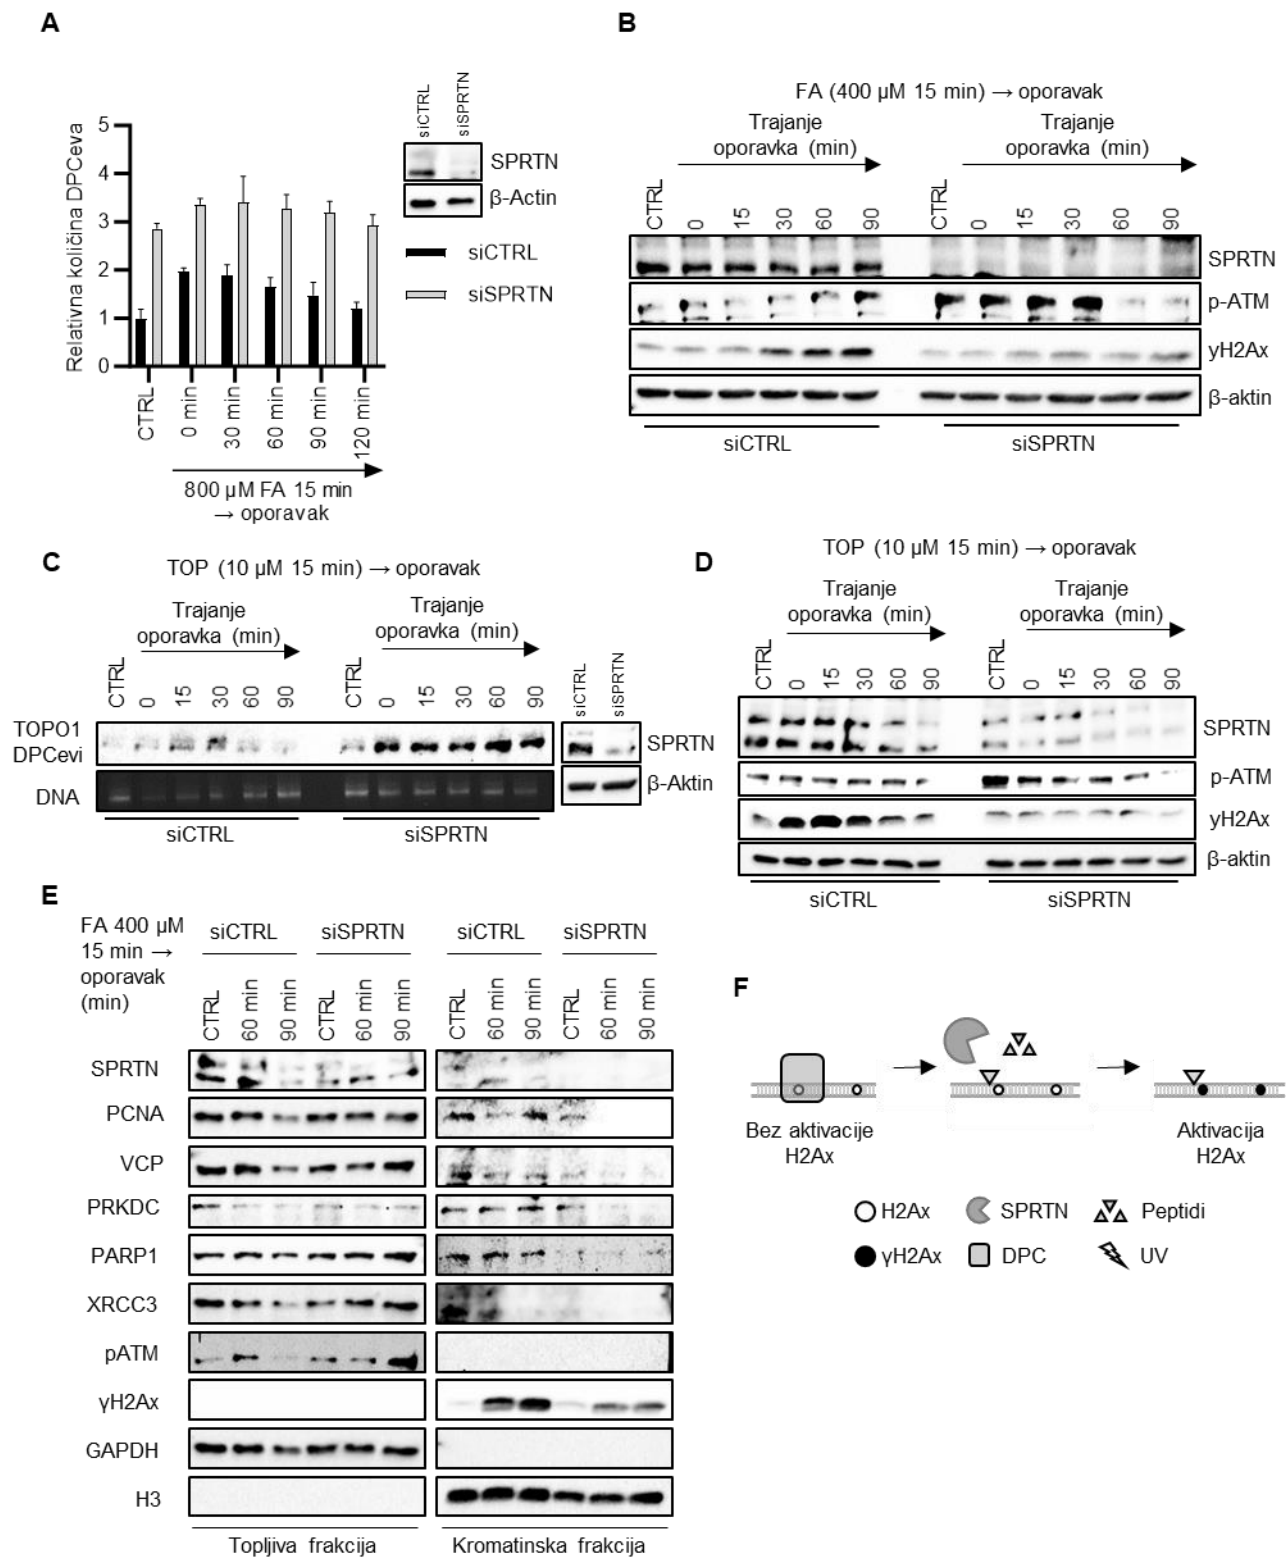 A
siCTRL
siSPRTN
SPRTN
β-Actin
siCTRL
siSPRTN
Relativna količina DPCeva
5
4
3
2
1
0
CTRL
0 min
30 min
60 min
90 min
120 min
800 µM FA 15 min
→ oporavak
B
FA (400 µM 15 min) → oporavak
Trajanje
oporavka (min)
Trajanje
oporavka (min)
CTRL 0 15 30 60 90 CTRL 0 15 30 60 90
SPRTN
p-ATM
yH2Ax
β-aktin
siCTRL siSPRTN
C
TOP (10 µM 15 min) → oporavak
Trajanje
oporavka (min)
Trajanje
oporavka (min)
CTRL 0 15 30 60 90 CTRL 0 15 30 60 90
siCTRL
siSPRTN
TOPO1
DPCevi
DNA
SPRTN
β-Aktin
siCTRL siSPRTN
D
TOP (10 µM 15 min) → oporavak
Trajanje
oporavka (min)
Trajanje
oporavka (min)
CTRL 0 15 30 60 90 CTRL 0 15 30 60 90
SPRTN
p-ATM
yH2Ax
β-aktin
siCTRL siSPRTN
E
FA 400 µM
15 min →
oporavak
(min)
siCTRL siSPRTN siCTRL siSPRTN
CTRL 60 min 90 min CTRL 60 min 90 min CTRL 60 min 90 min CTRL 60 min 90 min
SPRTN
PCNA
VCP
PRKDC
PARP1
XRCC3
pATM
γH2Ax
GAPDH
H3
Topljiva frakcija Kromatinska frakcija
F
Bez aktivacije
H2Ax
Aktivacija
H2Ax
H2Ax SPRTN Peptidi
γH2Ax DPC UV